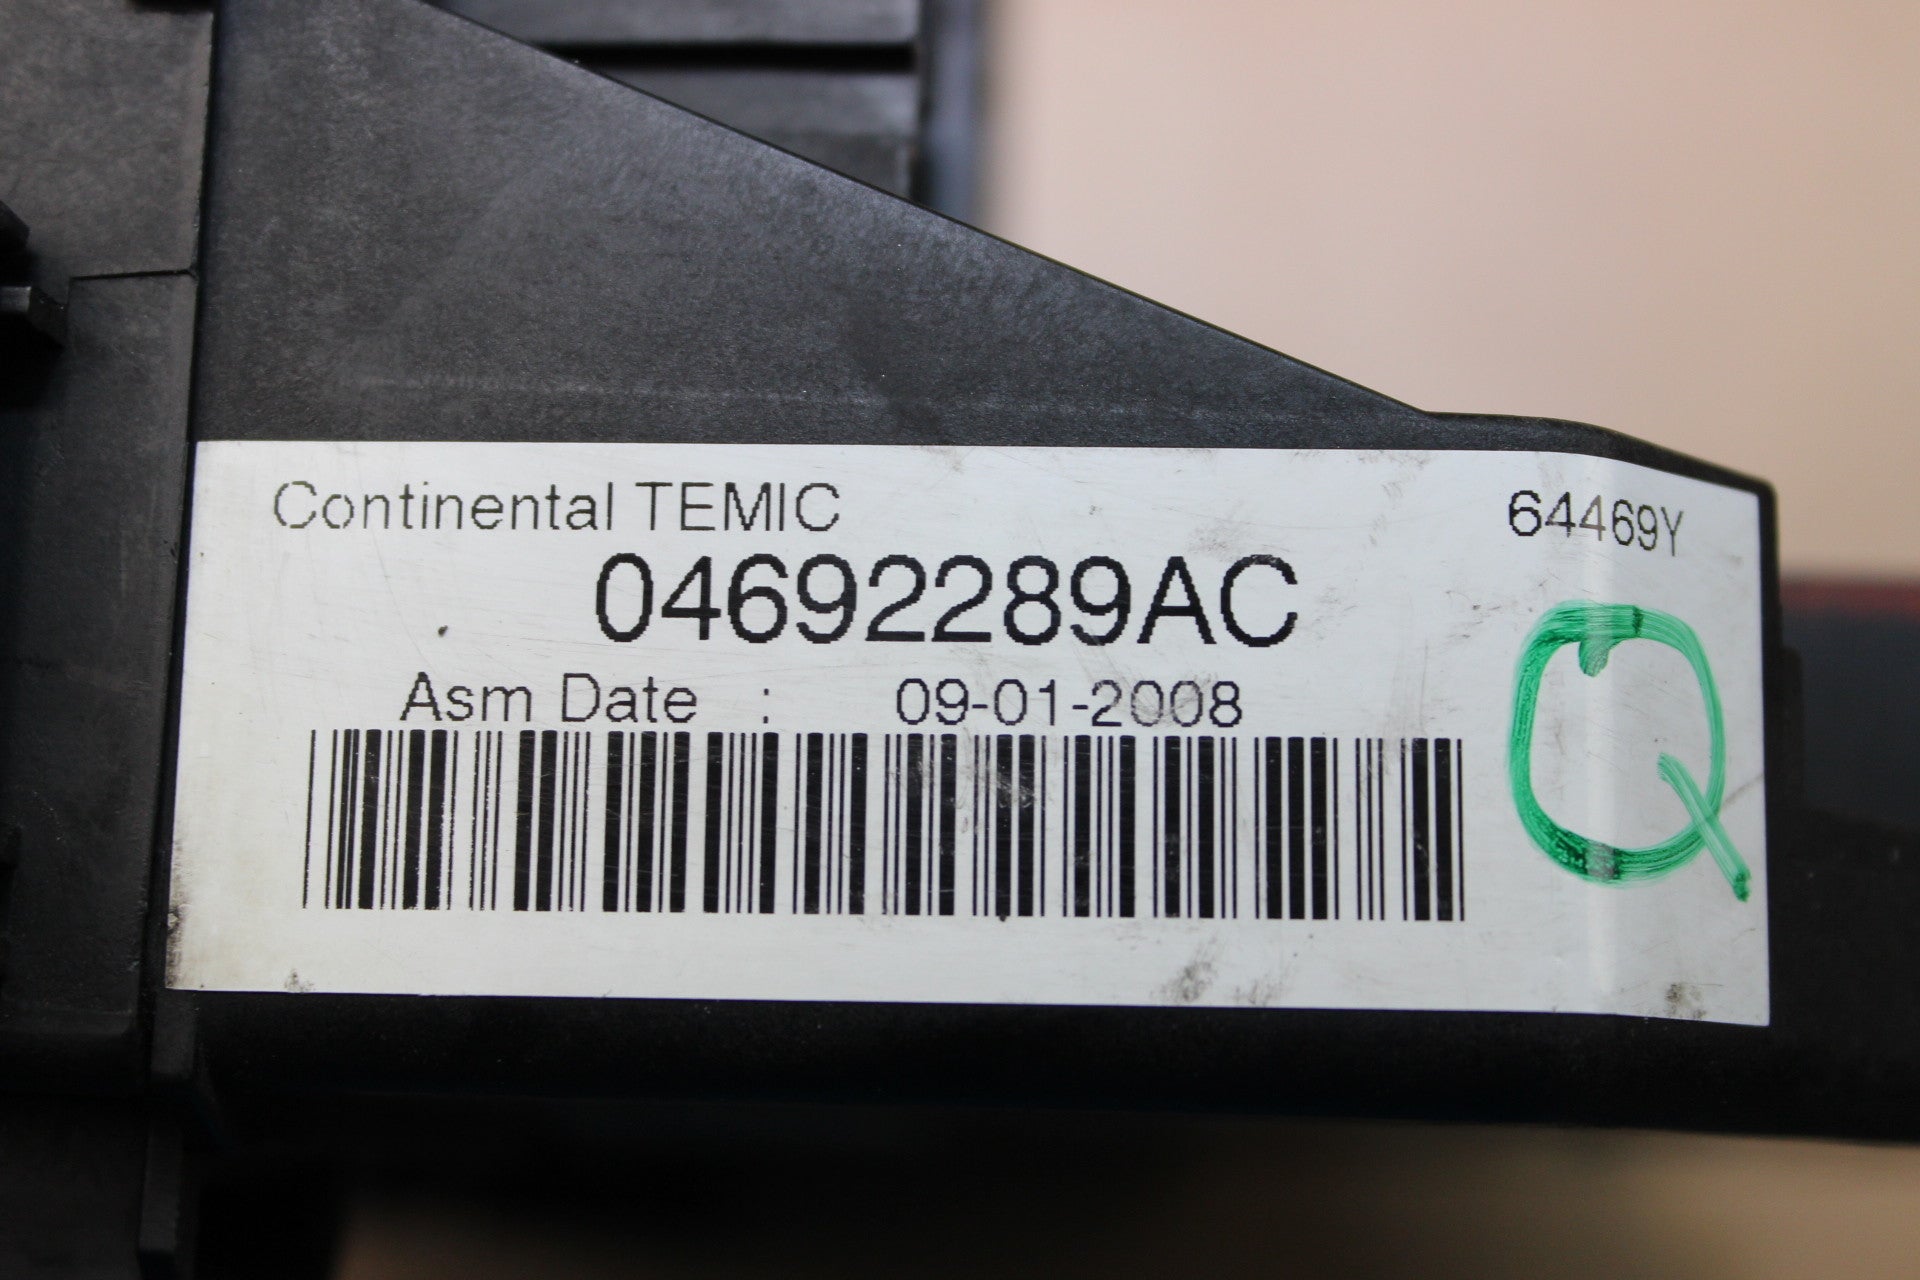 Continental TEMIC 64469Y
04692289AC
Asm Date : 09-01-2008
Q